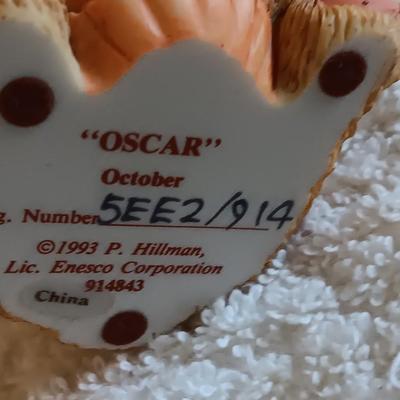 “OSCAR”
October
g. Number 5EE2/914
©1993 P. Hillman,
Lic. Enesco Corporation
914843
China